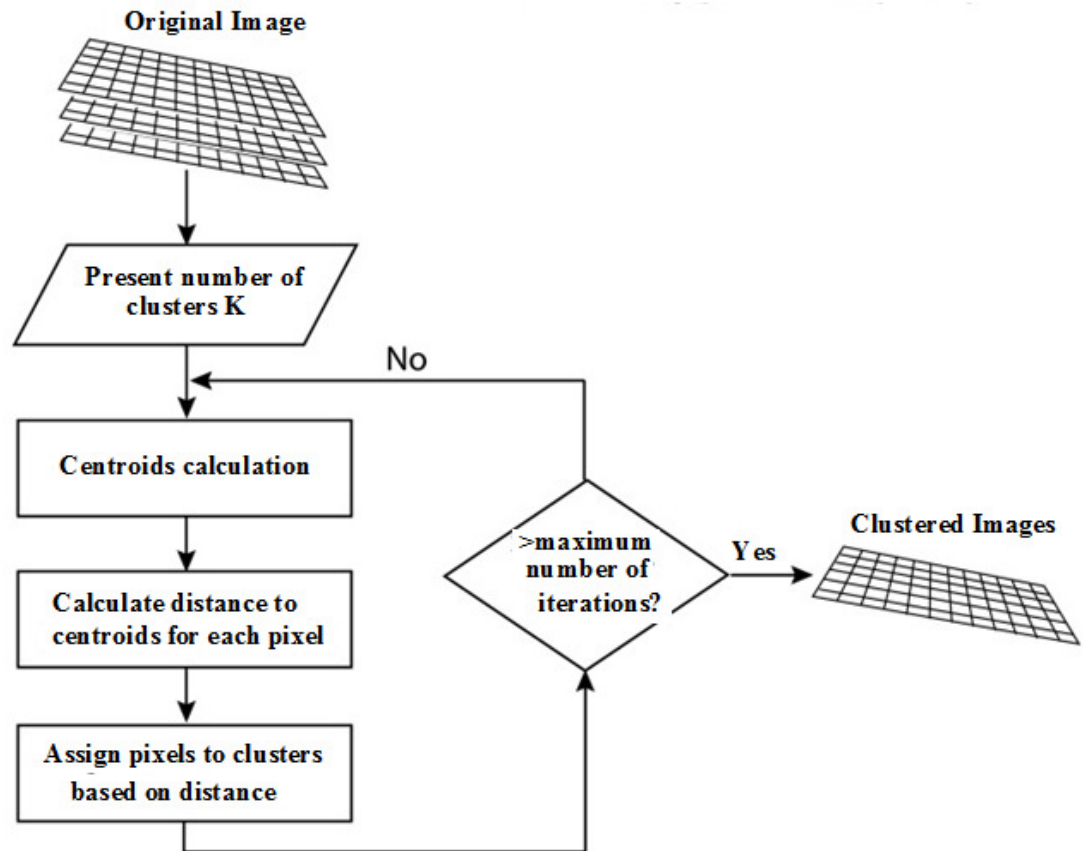 Original Image
Present number of
clusters K
No
Centroids calculation
Calculate distance to
centroids for each pixel
Assign pixels to clusters
based on distance
>maximum
number of
iterations?
Yes
Clustered Images